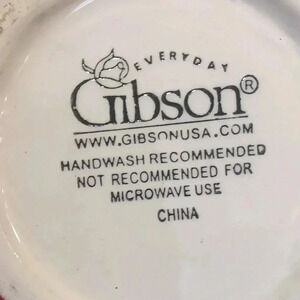 EVERYDAY
Gibson®
WWW.GIBSONUSA.COM
HANDWASH RECOMMENDED
NOT RECOMMENDED FOR
MICROWAVE USE
CHINA